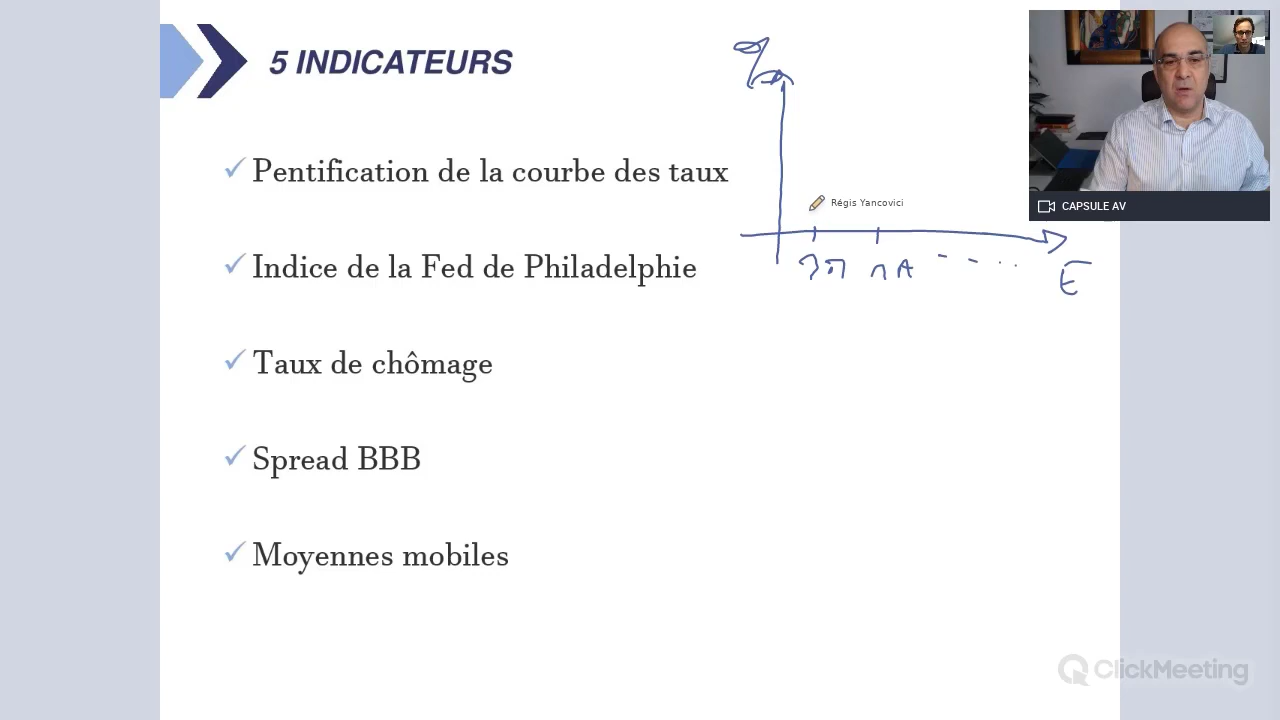 5 INDICATEURS
%
CAPSULE AV
Pentification de la courbe des taux
Régis Yancovici
Indice de la Fed de Philadelphie
E
Taux de chômage
Spread BBB
Moyennes mobiles
ClickMeeting